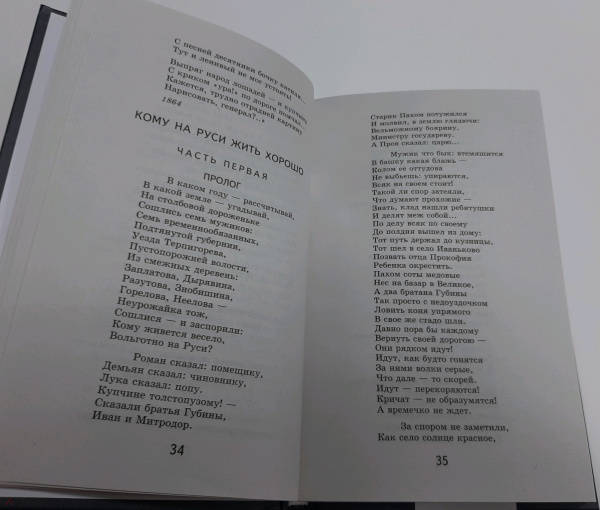 С песней десятники бочку катили...
Тут и ленивый не мог устоять!
Выпряг народ лошадей — и купчину
С криком «ура!» по дороге помчал...
Кажется, трудно отрадней картину
Нарисовать, генерал?..»
1864
КОМУ НА РУСИ ЖИТЬ ХОРОШО
ЧАСТЬ ПЕРВАЯ
ПРОЛОГ
В каком году — рассчитывай,
В какой земле — угадывай,
На столбовой дороженьке
Сошлись семь мужиков:
Семь временнообязанных,
Подтянутой губернии,
Уезда Терпигорева,
Пустопорожней волости,
Из смежных деревень:
Заплатова, Дырявина,
Разутова, Знобишина,
Горелова, Неелова —
Неурожайка тож,
Сошлися — и заспорили:
Кому живется весело,
Вольготно на Руси?
Роман сказал: помещику,
Демьян сказал: чиновнику,
Лука сказал: попу.
Купчине толстопузому! —
Сказали братья Губины,
Иван и Митродор.
34
Старик Пахом потужился
И молвил, в землю глядючи:
Вельможному боярину,
Министру государеву.
А Пров сказал: царю...
Мужик что бык: втемяшится
В башку какая блажь —
Колом ее оттудова
Не выбьешь: упираются,
Всяк на своем стоит!
Такой ли спор затеяли,
Что думают прохожие —
Знать, клад нашли ребятушки
И делят меж собой...
По делу всяк по своему
До полдня вышел из дому:
Тот путь держал до кузницы,
Тот шел в село Иваньково
Позвать отца Прокофия
Ребенка окрестить.
Пахом соты медовые
Нес на базар в Великое,
А два братана Губины
Так просто с недоуздочком
Ловить коня упрямого
В свое же стадо шли.
Давно пора бы каждому
Вернуть своей дорогою —
Они рядком идут!
Идут, как будто гонятся
За ними волки серые,
Что дале — то скорей.
Идут — перекоряются!
Кричат — не образумятся!
А времечко не ждет.
За спором не заметили,
Как село солнце красное,
35